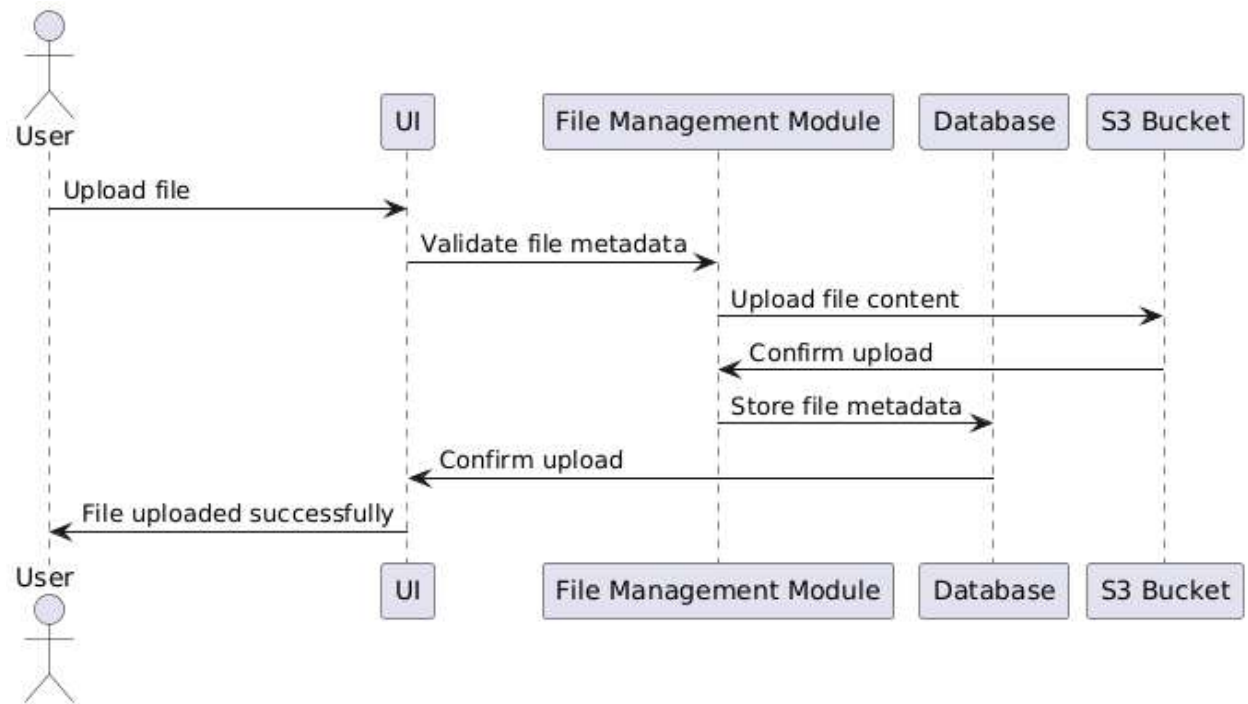 User
UI
File Management Module
Database
S3 Bucket
Upload file
Validate file metadata
Upload file content
Confirm upload
Store file metadata
Confirm upload
File uploaded successfully
User
UI
File Management Module
Database
S3 Bucket